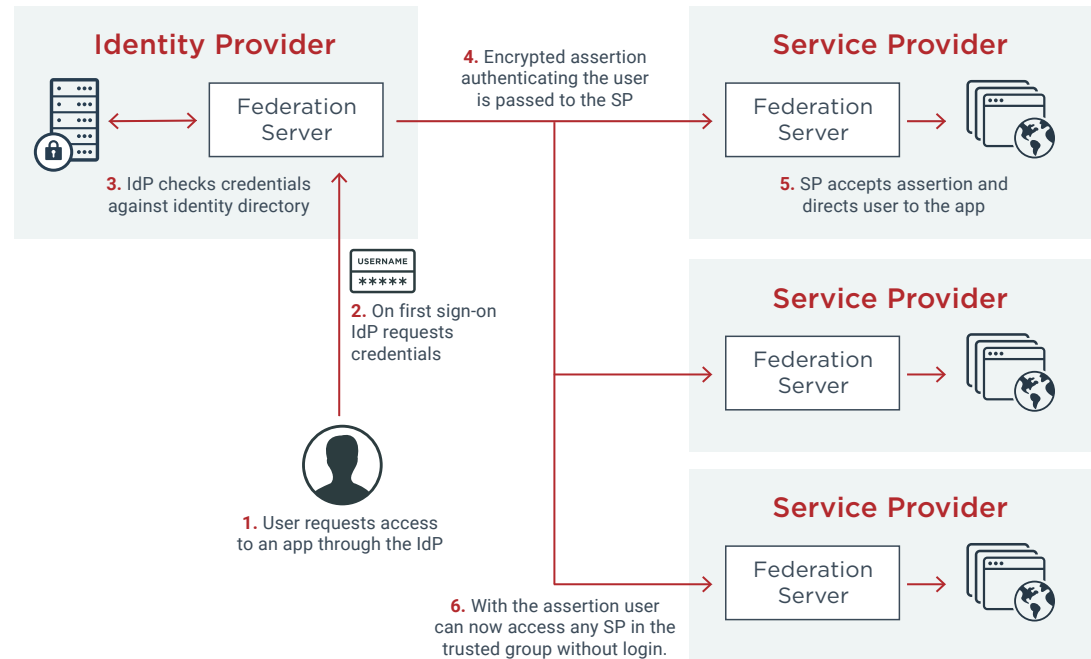 Identity Provider
Federation
Server
3. IdP checks credentials
against identity directory
USERNAME
*****
2. On first sign-on
IdP requests
credentials
1. User requests access
to an app through the IdP
4. Encrypted assertion
authenticating the user
is passed to the SP
Service Provider
Federation
Server
5. SP accepts assertion and
directs user to the app
Service Provider
Federation
Server
Service Provider
Federation
Server
6. With the assertion user
can now access any SP in the
trusted group without login.